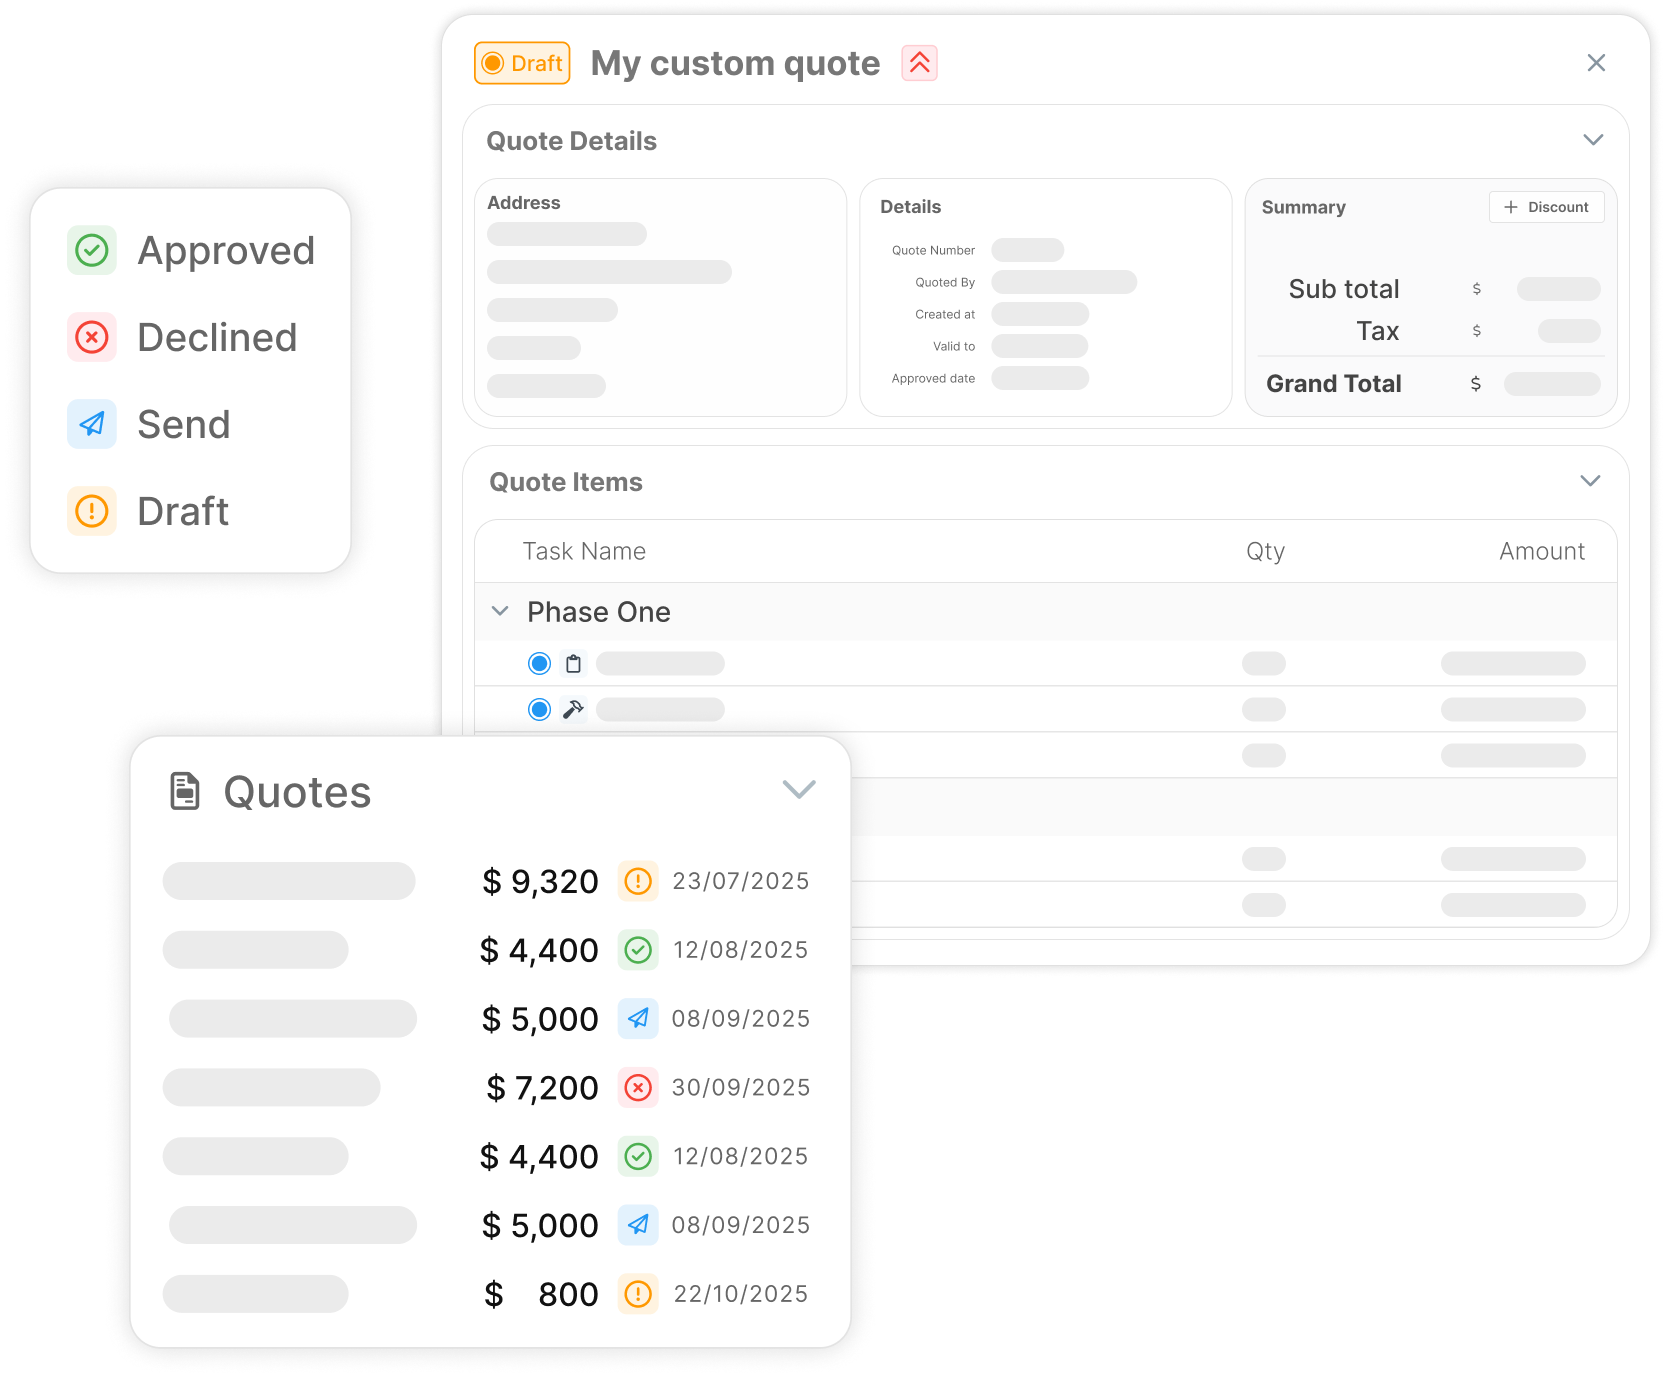 Draft My custom quote
Quote Details
Address
Details
Quote Number
Quoted By
Created at
Valid to
Approved date
Summary
Discount
Sub total $
Tax $
Grand Total $
Approved
Declined
Send
Draft
Quote Items
Task Name Qty Amount
Phase One
Quotes
$ 9,320 23/07/2025
$ 4,400 12/08/2025
$ 5,000 08/09/2025
$ 7,200 30/09/2025
$ 4,400 12/08/2025
$ 5,000 08/09/2025
$ 800 22/10/2025